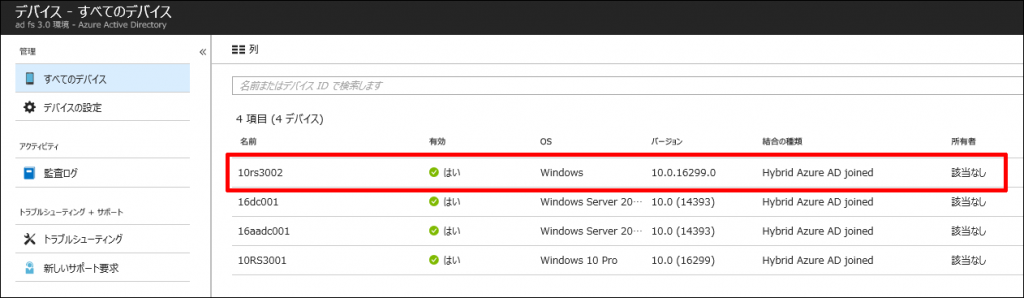 デバイス - すべてのデバイス
ad fs 3.0 環境 - Azure Active Directory
管理
«
すべてのデバイス
デバイスの設定
アクティビティ
監査ログ
トラブルシューティング + サポート
トラブルシューティング
新しいサポート要求
列
名前またはデバイス ID で検索します
4 項目 (4 デバイス)
名前 有効 OS バージョン 結合の種類 所有者
10rs3002 はい Windows 10.0.16299.0 Hybrid Azure AD joined 該当なし
16dc001 はい Windows Server 20… 10.0 (14393) Hybrid Azure AD joined 該当なし
16aadc001 はい Windows Server 20… 10.0 (14393) Hybrid Azure AD joined 該当なし
10RS3001 はい Windows 10 Pro 10.0 (16299) Hybrid Azure AD joined 該当なし